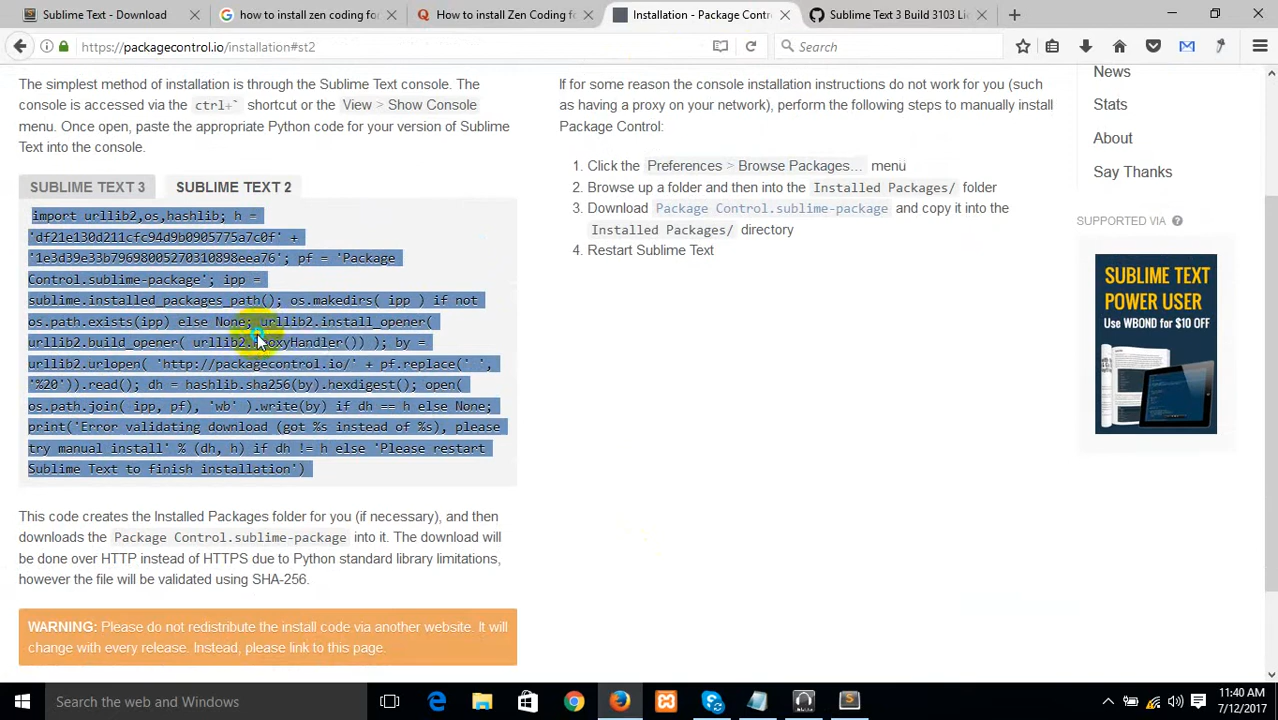 Sublime Text - Download
how to install zen coding for
How to install Zen Coding for
Installation - Package Contr
Sublime Text 3 Build 3103 Lic
https://packagecontrol.io/installation#st2
Search
The simplest method of installation is through the Sublime Text console. The
console is accessed via the ctrl+` shortcut or the View > Show Console
menu. Once open, paste the appropriate Python code for your version of Sublime
Text into the console.
SUBLIME TEXT 3
SUBLIME TEXT 2
import urllib2,os,hashlib; h =
'df21e130d211cfc94d9b0905775a7c0f' +
'1e3d39e33b79698005270310898eea76'; pf = 'Package
Control.sublime-package'; ipp =
sublime.installed_packages_path(); os.makedirs( ipp ) if not
os.path.exists(ipp) else None; urllib2.install_opener(
urllib2.build_opener( urllib2.ProxyHandler()) ); by =
urllib2.urlopen( 'http://packagecontrol.io/' + pf.replace(' ',
'%20')).read(); dh = hashlib.sha256(by).hexdigest(); open(
os.path.join( ipp, pf), 'wb' ).write(by) if dh == h else None;
print('Error validating download (got %s instead of %s), please
try manual install' % (dh, h) if dh != h else 'Please restart
Sublime Text to finish installation')
This code creates the Installed Packages folder for you (if necessary), and then
downloads the Package Control.sublime-package into it. The download will
be done over HTTP instead of HTTPS due to Python standard library limitations,
however the file will be validated using SHA-256.
WARNING: Please do not redistribute the install code via another website. It will
change with every release. Instead, please link to this page.
If for some reason the console installation instructions do not work for you (such
as having a proxy on your network), perform the following steps to manually install
Package Control:
1. Click the Preferences > Browse Packages... menu
2. Browse up a folder and then into the Installed Packages/ folder
3. Download Package Control.sublime-package and copy it into the
Installed Packages/ directory
4. Restart Sublime Text
News
Stats
About
Say Thanks
SUPPORTED VIA
SUBLIME TEXT
POWER USER
Use WBOND for $10 OFF
Search the web and Windows
11:40 AM
7/12/2017